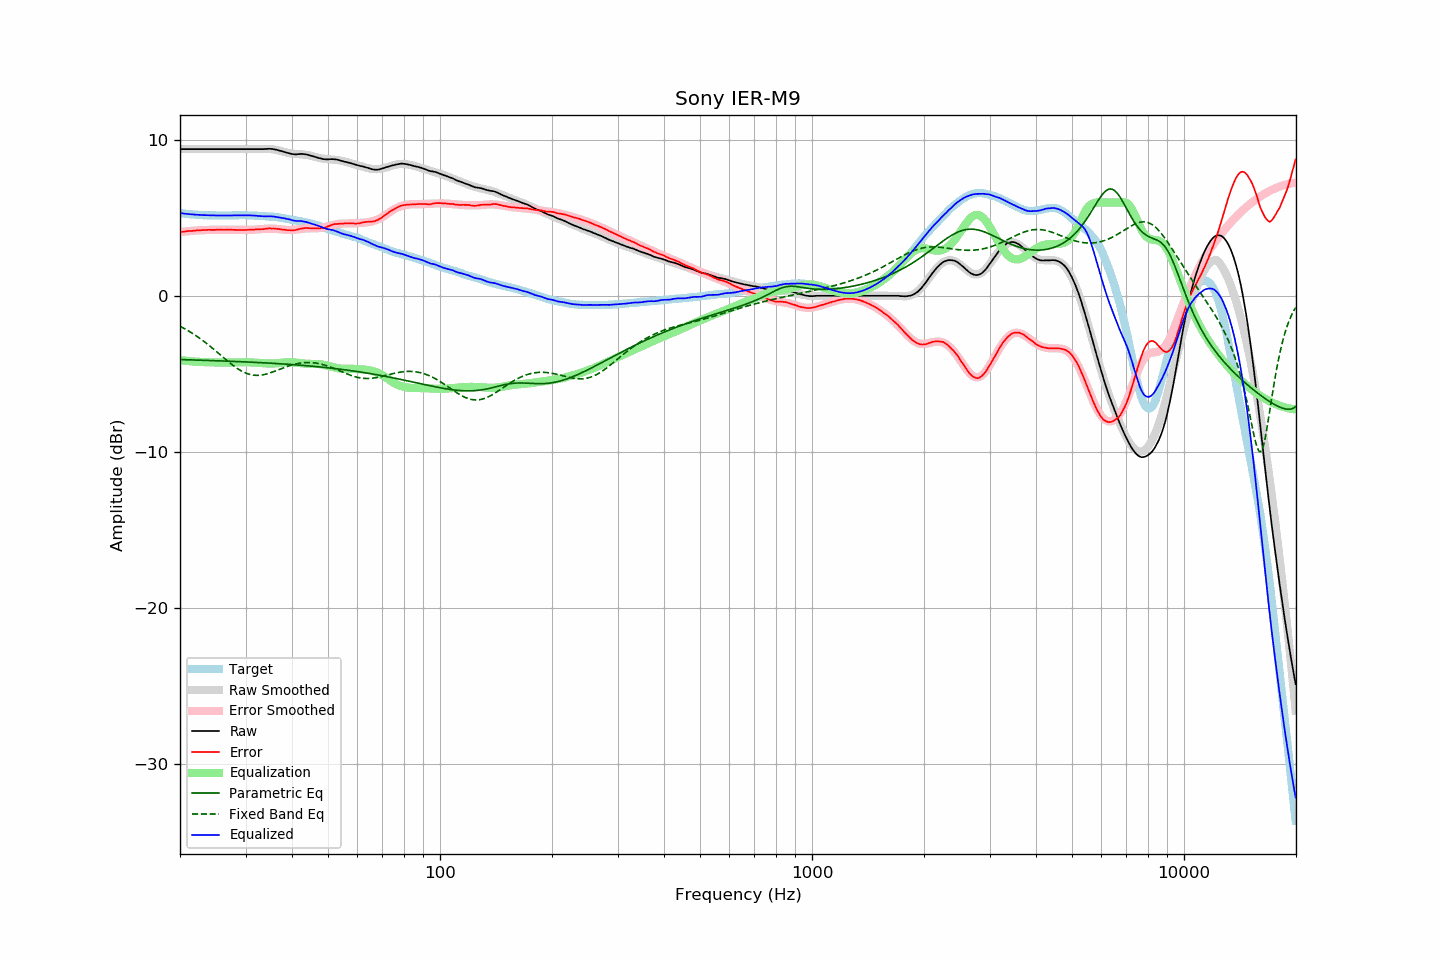 Sony IER-M9
10
0
−10
−20
−30
Amplitude (dBr)
Target
Raw Smoothed
Error Smoothed
Raw
Error
Equalization
Parametric Eq
Fixed Band Eq
Equalized
100
1000
10000
Frequency (Hz)